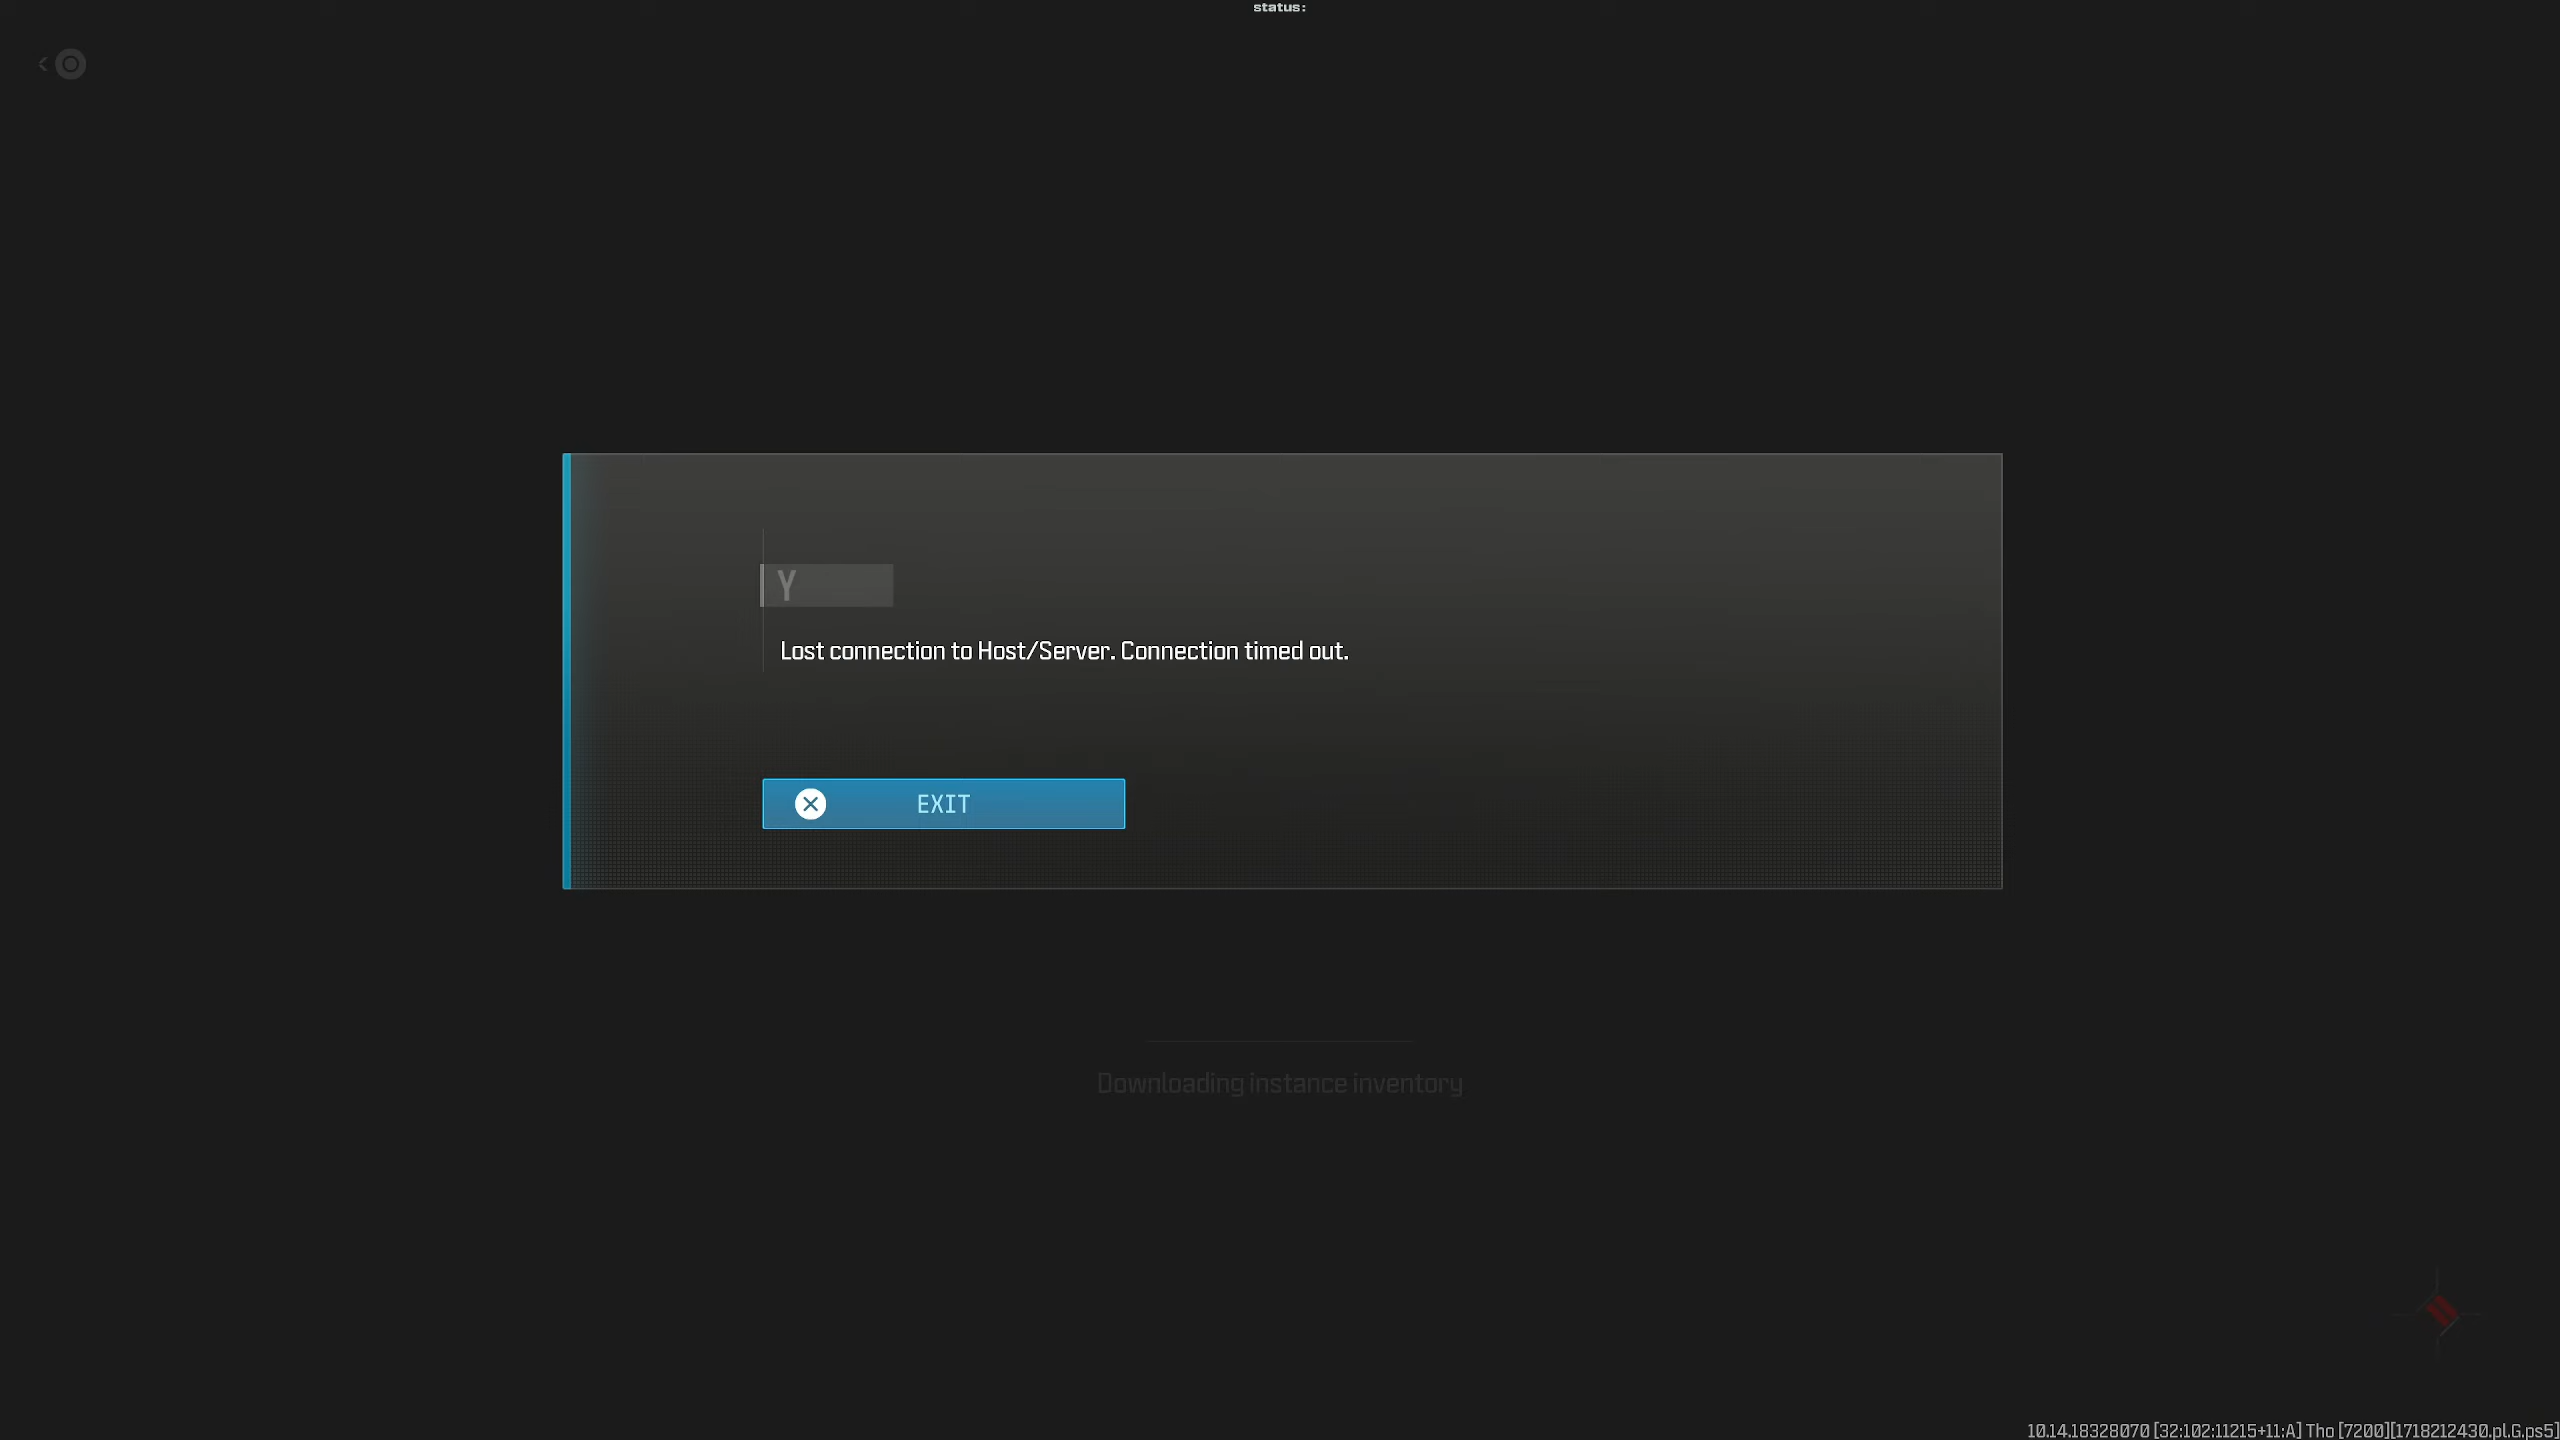 status:
Y
Lost connection to Host/Server. Connection timed out.
EXIT
Downloading instance inventory
10.14.18328070 [32:102:11215+11:A] Tho [7200][1718212430.pl.G.ps5]